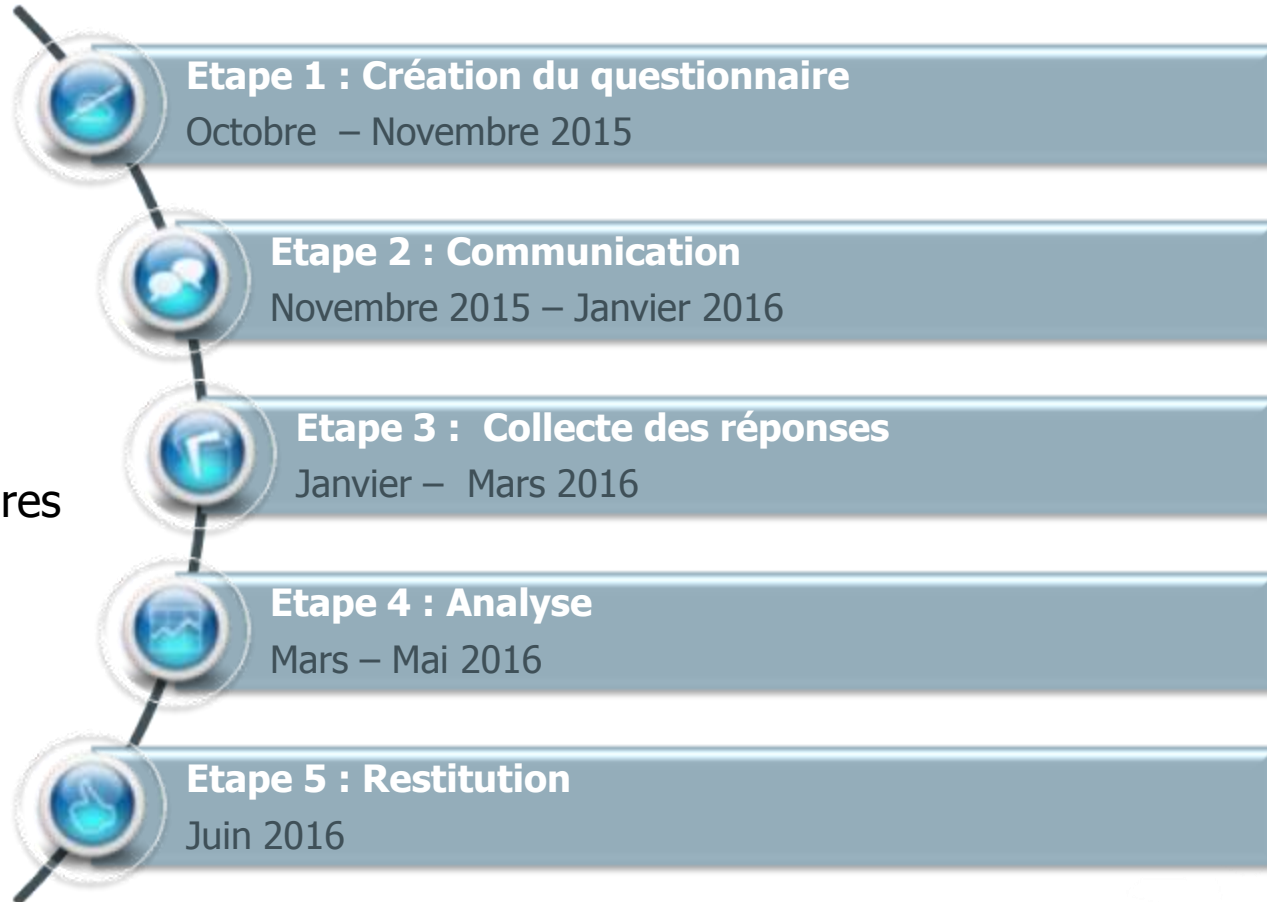 Etape 1 : Création du questionnaire
Octobre – Novembre 2015
Etape 2 : Communication
Novembre 2015 – Janvier 2016
Etape 3 : Collecte des réponses
Janvier – Mars 2016
res
Etape 4 : Analyse
Mars – Mai 2016
Etape 5 : Restitution
Juin 2016